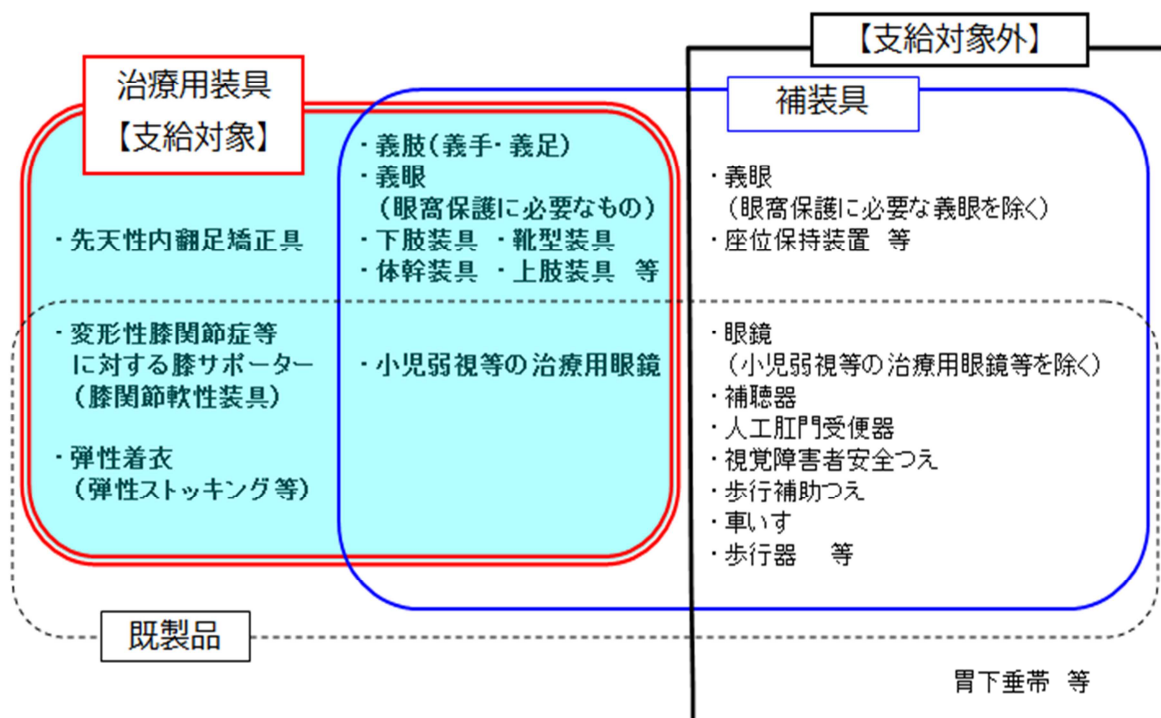 【支給対象外】
治療用装具
【支給対象】
補装具
・先天性内翻足矯正具
・変形性膝関節症等
に対する膝サポーター
(膝関節軟性装具)
・弾性着衣
(弾性ストッキング等)
・義肢(義手・義足)
・義眼
(眼窩保護に必要なもの)
・下肢装具 ・靴型装具
・体幹装具 ・上肢装具 等
・小児弱視等の治療用眼鏡
・義眼
(眼窩保護に必要な義眼を除く)
・座位保持装置 等
・眼鏡
(小児弱視等の治療用眼鏡等を除く)
・補聴器
・人工肛門受便器
・視覚障害者安全つえ
・歩行補助つえ
・車いす
・歩行器 等
既製品
胃下垂帯 等